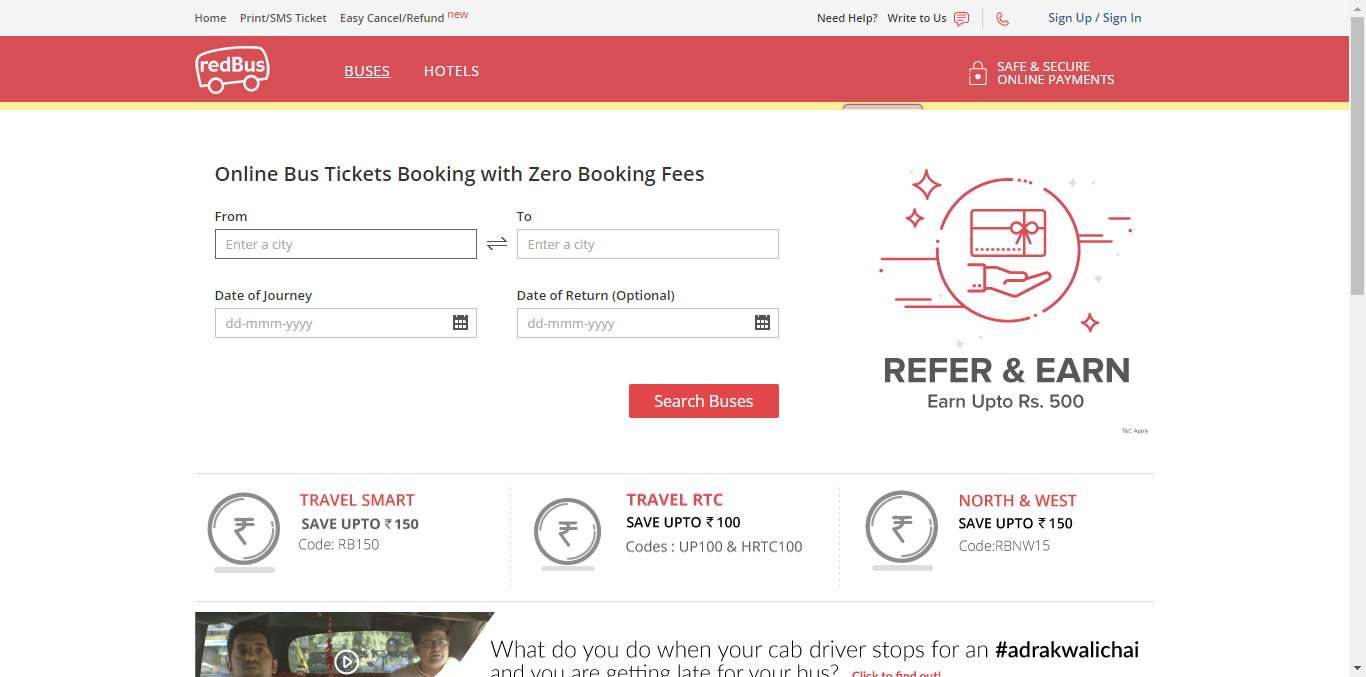 Home Print/SMS Ticket Easy Cancel/Refund new Need Help? Write to Us Sign Up / Sign In
redBus BUSES HOTELS SAFE & SECURE
ONLINE PAYMENTS
Online Bus Tickets Booking with Zero Booking Fees
From To
Enter a city Enter a city
Date of Journey Date of Return (Optional)
dd-mmm-yyyy dd-mmm-yyyy
Search Buses
REFER & EARN
Earn Upto Rs. 500
T&C Apply
TRAVEL SMART
SAVE UPTO ₹ 150
Code: RB150
TRAVEL RTC
SAVE UPTO ₹ 100
Codes : UP100 & HRTC100
NORTH & WEST
SAVE UPTO ₹ 150
Code:RBNW15
What do you do when your cab driver stops for an #adrakwalichai
and you are getting late for your bus? Click to find out!